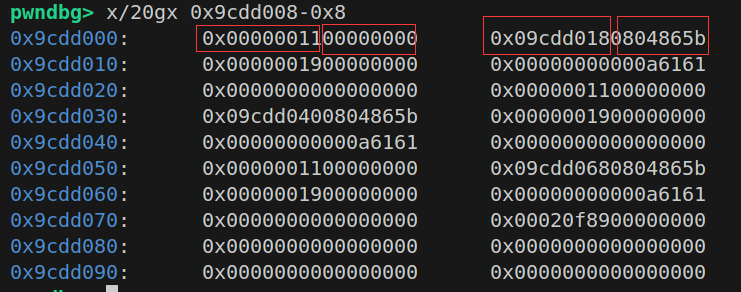 pwndbg> x/20gx 0x9cdd008-0x8
0x9cdd000: 0x0000001100000000 0x09cdd0180804865b
0x9cdd010: 0x0000001900000000 0x00000000000a6161
0x9cdd020: 0x0000000000000000 0x0000001100000000
0x9cdd030: 0x09cdd0400804865b 0x0000001900000000
0x9cdd040: 0x00000000000a6161 0x0000000000000000
0x9cdd050: 0x0000001100000000 0x09cdd0680804865b
0x9cdd060: 0x0000001900000000 0x00000000000a6161
0x9cdd070: 0x0000000000000000 0x00020f8900000000
0x9cdd080: 0x0000000000000000 0x0000000000000000
0x9cdd090: 0x0000000000000000 0x0000000000000000